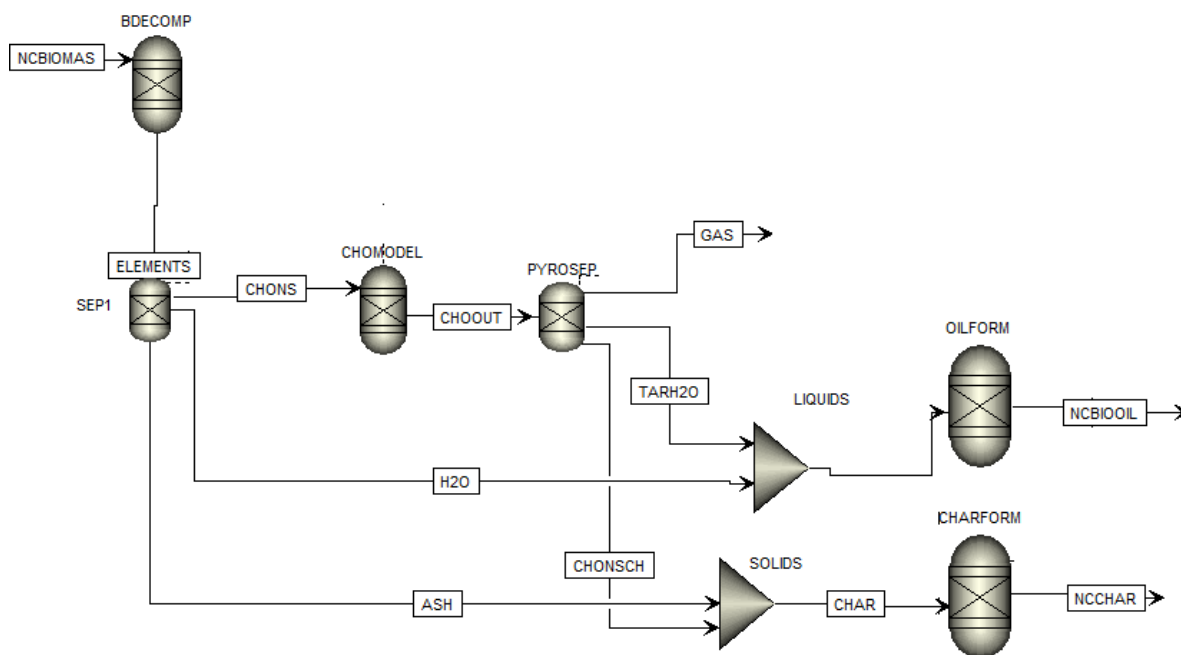 BDECOMP
NCBIOMAS
GAS
CHOMODEL
PYROSEP
ELEMENTS
CHONS
SEP1
CHOOUT
OILFORM
TARH2O
LIQUIDS
NCBIOOIL
H2O
CHARFORM
CHONSCH
SOLIDS
ASH
CHAR
NCCHAR